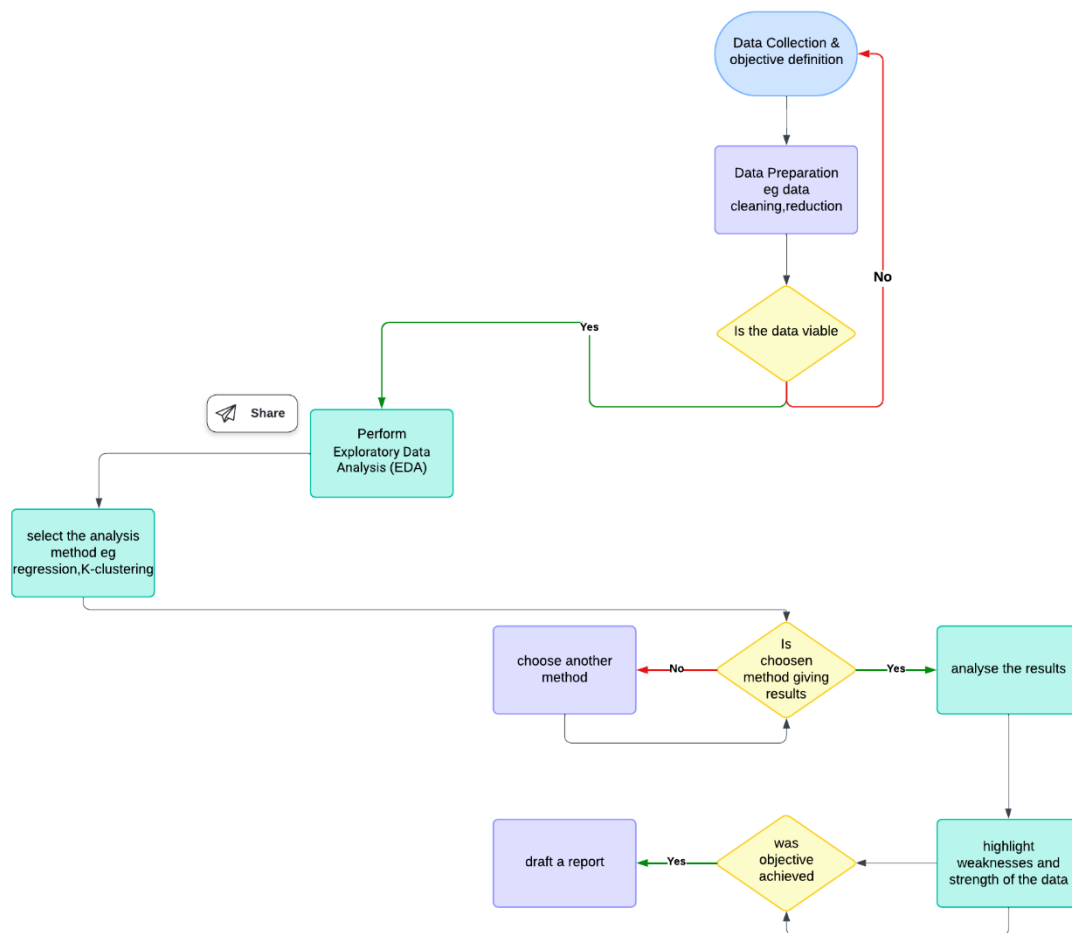 Data Collection &
objective definition
Data Preparation
eg data
cleaning,reduction
No
Is the data viable
Yes
Share
Perform
Exploratory Data
Analysis (EDA)
select the analysis
method eg
regression,K-clustering
choose another
method
No
Is
choosen
method giving
results
Yes
analyse the results
draft a report
Yes
was
objective
achieved
highlight
weaknesses and
strength of the data